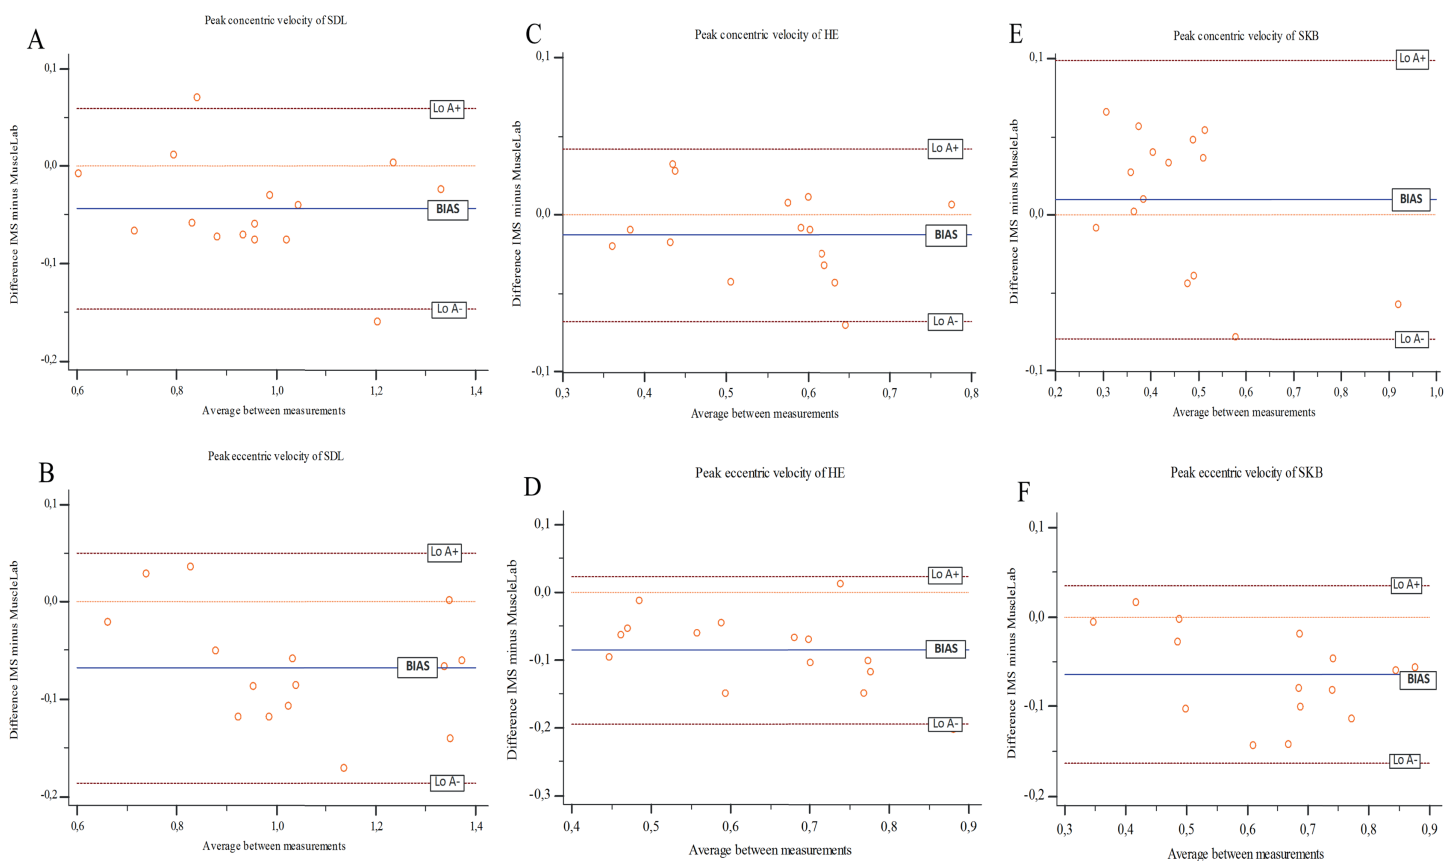 A
Peak concentric velocity of SDL
Difference IMS minus MuscleLab
0,1
0,0
-0,1
-0,2
Lo A+
BIAS
Lo A-
0,6 0,8 1,0 1,2 1,4
Average between measurements
C
Peak concentric velocity of HE
Difference IMS minus MuscleLab
0,1
0,0
-0,1
Lo A+
BIAS
Lo A-
0,3 0,4 0,5 0,6 0,7 0,8
Average between measurements
E
Peak concentric velocity of SKB
Difference IMS minus MuscleLab
0,1
0,0
-0,1
Lo A+
BIAS
Lo A-
0,2 0,3 0,4 0,5 0,6 0,7 0,8 0,9 1,0
Average between measurements
B
Peak eccentric velocity of SDL
Difference IMS minus MuscleLab
0,1
0,0
-0,1
-0,2
Lo A+
BIAS
Lo A-
0,6 0,8 1,0 1,2 1,4
Average between measurements
D
Peak eccentric velocity of HE
Difference IMS minus MuscleLab
0,1
0,0
-0,1
-0,2
-0,3
Lo A+
BIAS
Lo A-
0,4 0,5 0,6 0,7 0,8 0,9
Average between measurements
F
Peak eccentric velocity of SKB
Difference IMS minus MuscleLab
0,1
0,0
-0,1
-0,2
Lo A+
BIAS
Lo A-
0,3 0,4 0,5 0,6 0,7 0,8 0,9
Average between measurements